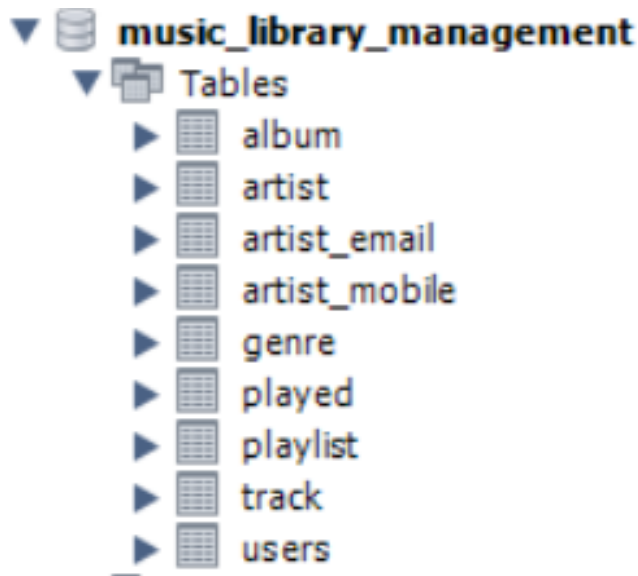 music_library_management
Tables
album
artist
artist_email
artist_mobile
genre
played
playlist
track
users